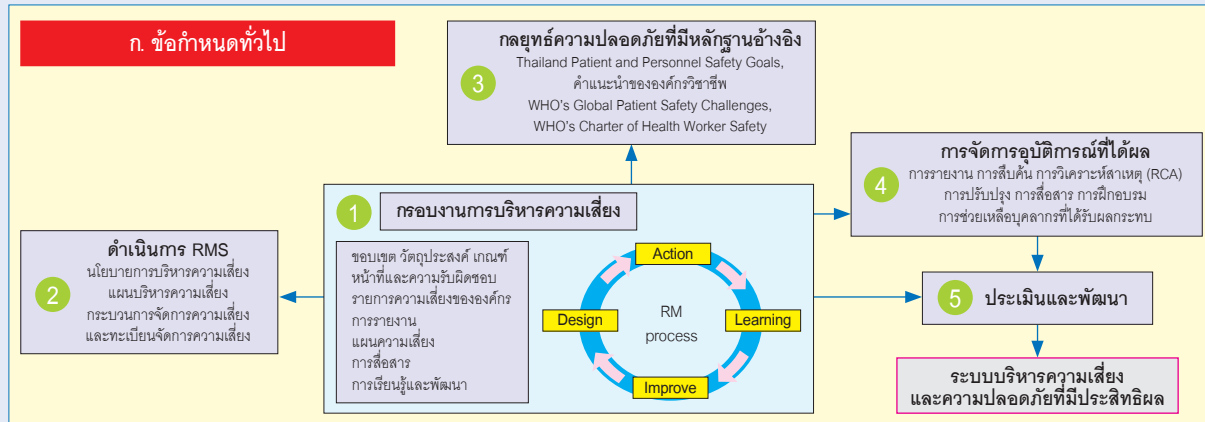 ก. ข้อกำหนดทั่วไป
3
กลยุทธ์ความปลอดภัยที่มีหลักฐานอ้างอิง
Thailand Patient and Personnel Safety Goals,
คำแนะนำขององค์กรวิชาชีพ
WHO's Global Patient Safety Challenges,
WHO's Charter of Health Worker Safety
1
กรอบงานการบริหารความเสี่ยง
ขอบเขต วัตถุประสงค์ เกณฑ์
หน้าที่และความรับผิดชอบ
รายการความเสี่ยงขององค์กร
การรายงาน
แผนความเสี่ยง
การสื่อสาร
การเรียนรู้และพัฒนา
Action
Design
RM
process
Learning
Improve
2
ดำเนินการ RMS
นโยบายการบริหารความเสี่ยง
แผนบริหารความเสี่ยง
กระบวนการจัดการความเสี่ยง
และทะเบียนจัดการความเสี่ยง
4
การจัดการอุบัติการณ์ที่ได้ผล
การรายงาน การสืบค้น การวิเคราะห์สาเหตุ (RCA)
การปรับปรุง การสื่อสาร การฝึกอบรม
การช่วยเหลือบุคลากรที่ได้รับผลกระทบ
5
ประเมินและพัฒนา
ระบบบริหารความเสี่ยง
และความปลอดภัยที่มีประสิทธิผล